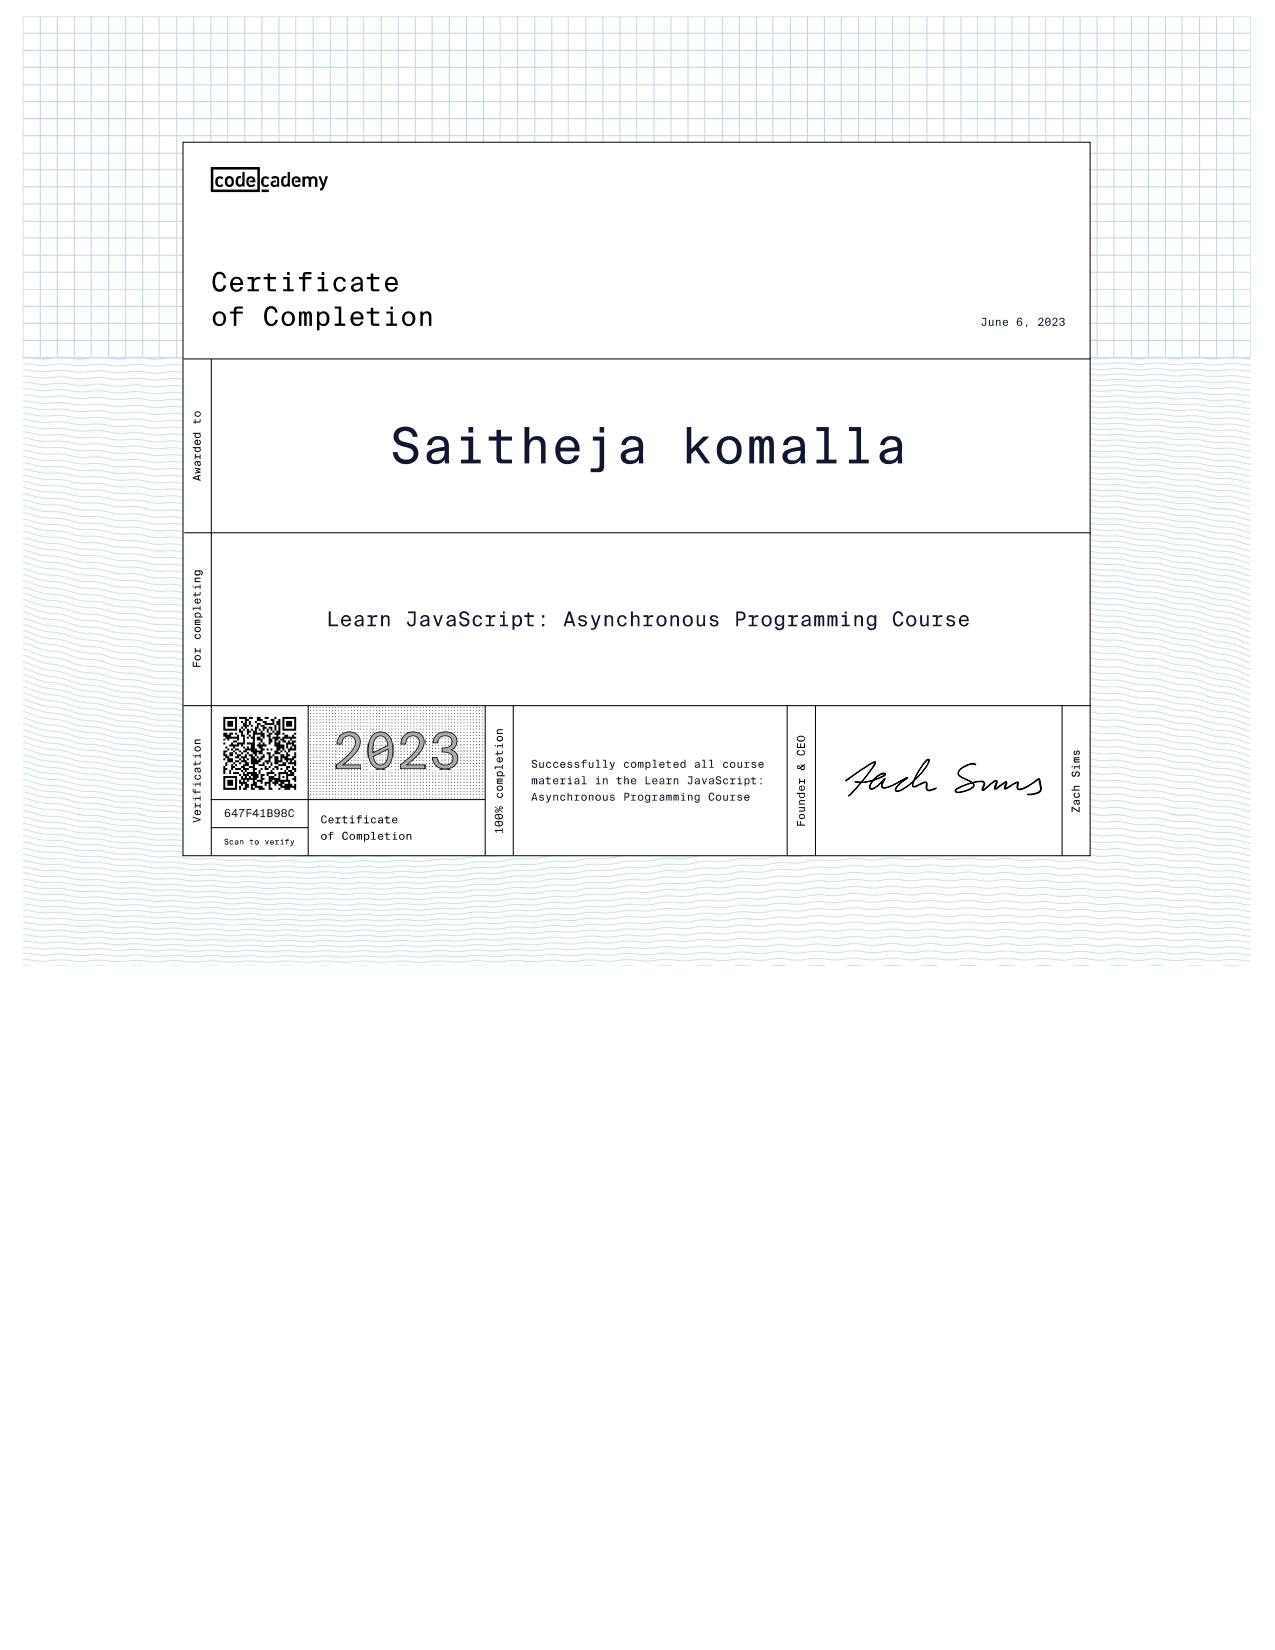 codecademy
Certificate
of Completion
June 6, 2023
Awarded to
Saitheja komalla
For completing
Learn JavaScript: Asynchronous Programming Course
Verification
647F41B98C
Scan to verify
2023
Certificate
of Completion
100% completion
Successfully completed all course
material in the Learn JavaScript:
Asynchronous Programming Course
Founder & CEO
Zach Sims
Zach Sims